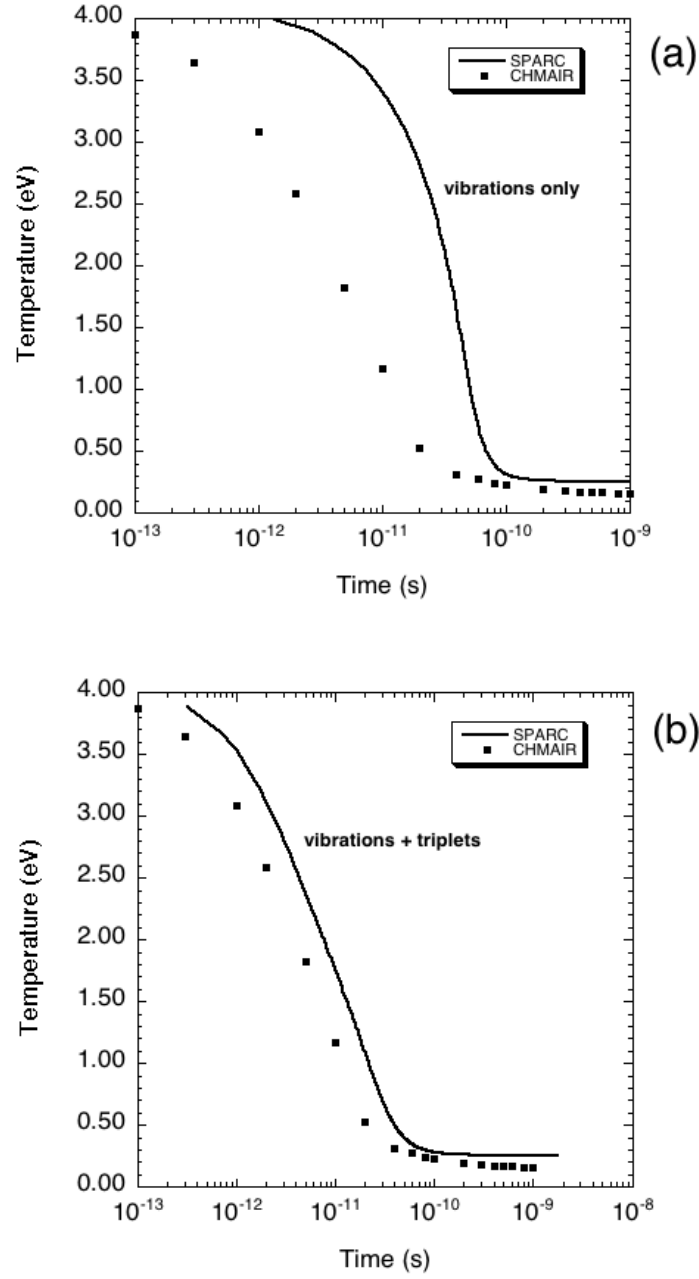 (a)
SPARC
CHMAIR
vibrations only
Temperature (eV)
4.00
3.50
3.00
2.50
2.00
1.50
1.00
0.50
0.00
10-13
10-12
10-11
10-10
10-9
Time (s)
(b)
SPARC
CHMAIR
vibrations + triplets
Temperature (eV)
4.00
3.50
3.00
2.50
2.00
1.50
1.00
0.50
0.00
10-13
10-12
10-11
10-10
10-9
10-8
Time (s)